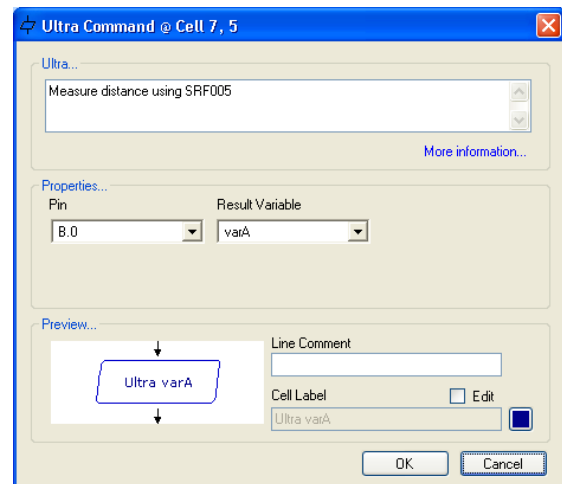 Ultra Command @ Cell 7, 5
Ultra...
Measure distance using SRF005
More information...
Properties...
Pin
Result Variable
B.0
varA
Preview...
Ultra varA
Line Comment
Cell Label
Edit
Ultra varA
OK
Cancel